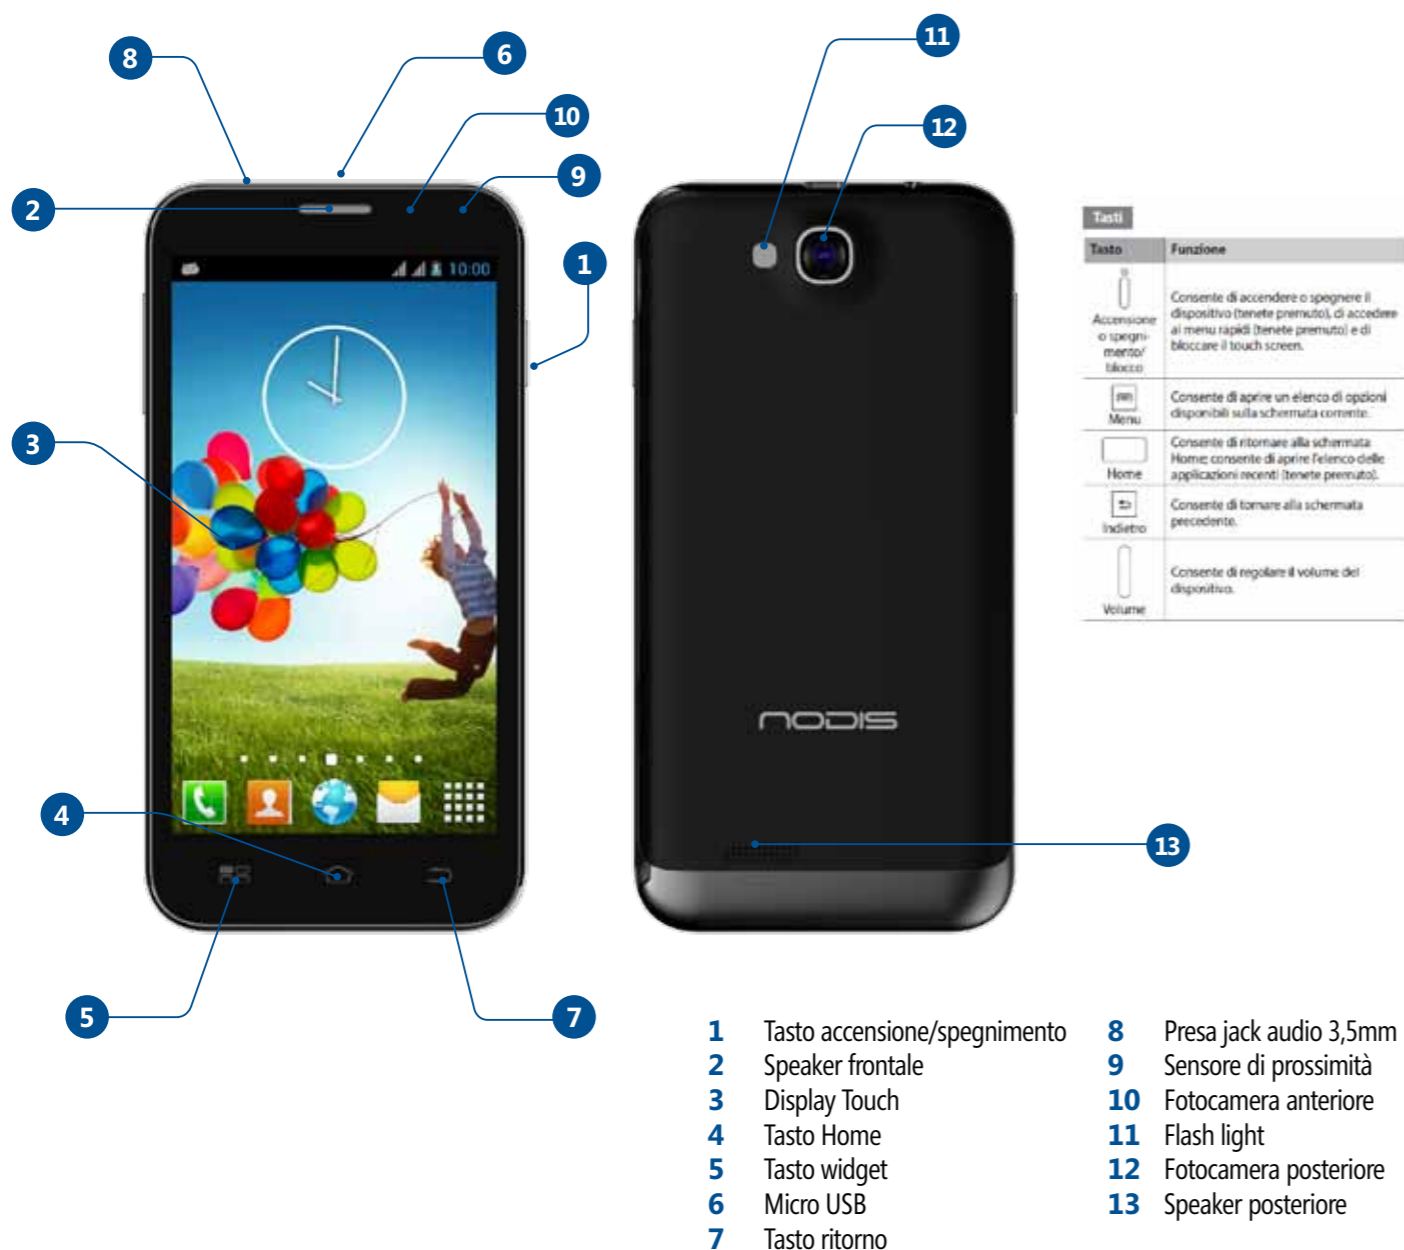 11
6
8
10
12
9
2
10:00
1
3
4
13
5
7
NODIS
Tasti
Tasto Funzione
Accensione
o spegni-
mento/
blocco
Consente di accendere o spegnere il
dispositivo (tenete premuto), di accedere
ai menu rapidi (tenete premuto) e di
bloccare il touch screen.
Menu
Consente di aprire un elenco di opzioni
disponibili sulla schermata corrente.
Home
Consente di ritornare alla schermata
Home; consente di aprire l'elenco delle
applicazioni recenti (tenete premuto).
Indietro
Consente di tornare alla schermata
precedente.
Volume
Consente di regolare il volume del
dispositivo.
1 Tasto accensione/spegnimento
2 Speaker frontale
3 Display Touch
4 Tasto Home
5 Tasto widget
6 Micro USB
7 Tasto ritorno
8 Presa jack audio 3,5mm
9 Sensore di prossimità
10 Fotocamera anteriore
11 Flash light
12 Fotocamera posteriore
13 Speaker posteriore